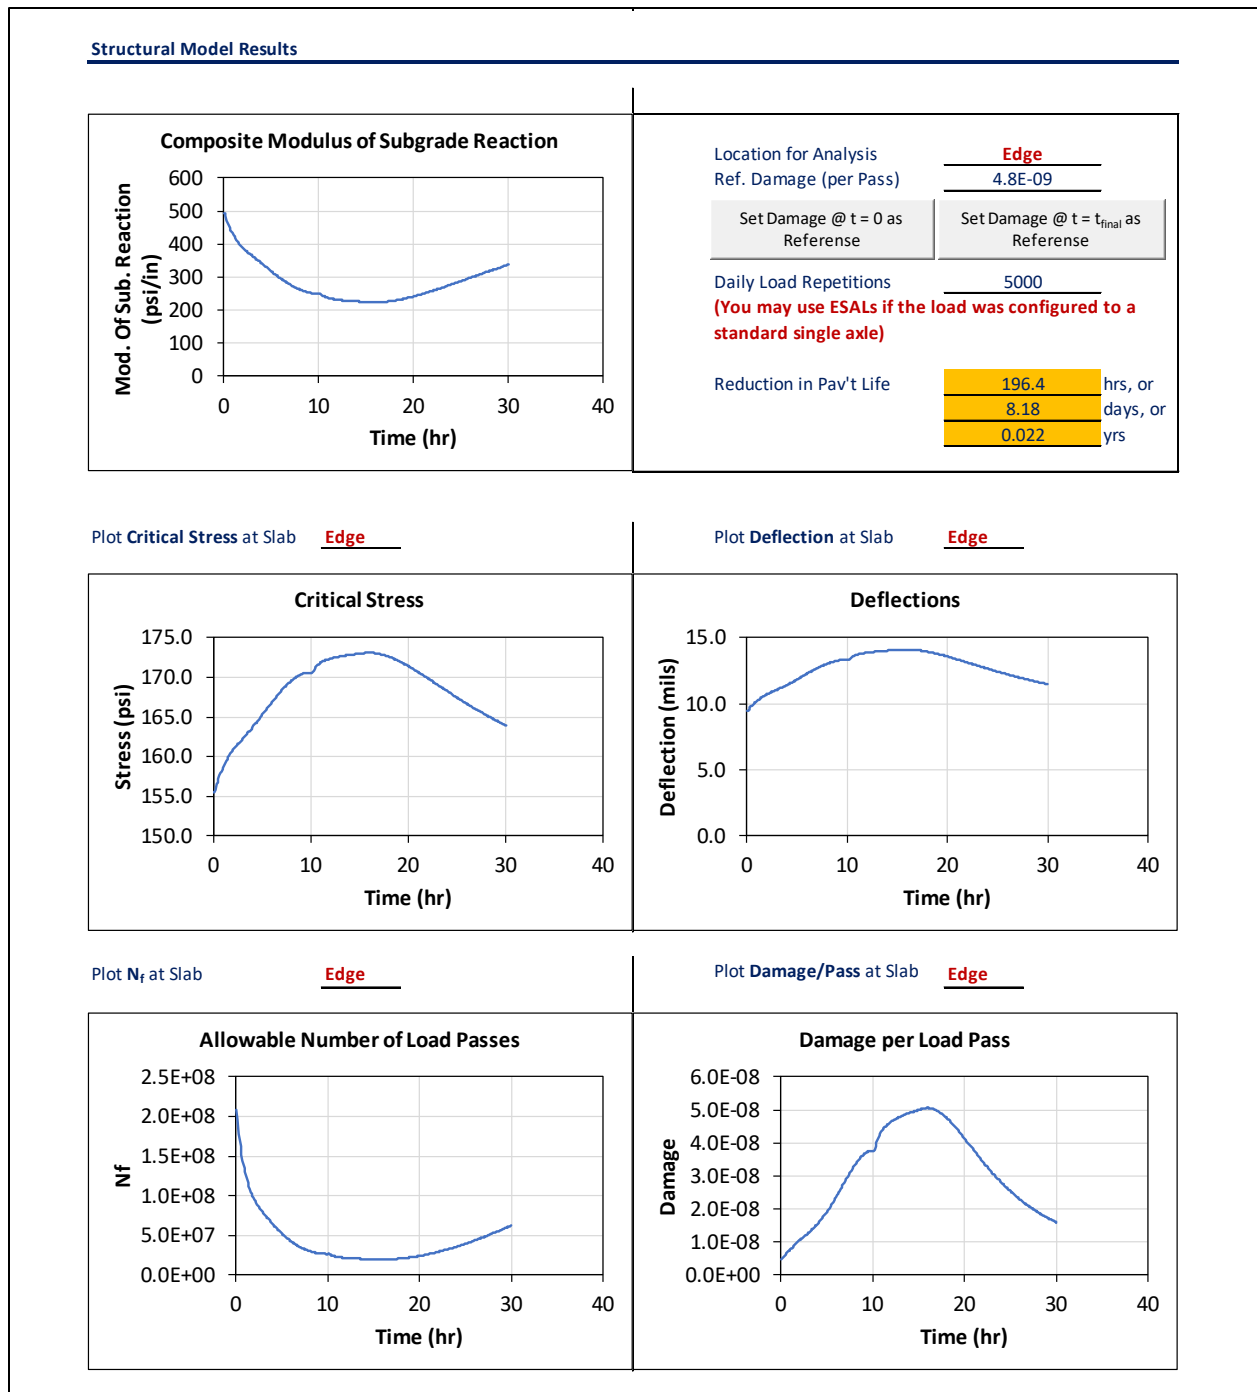 Structural Model Results
Composite Modulus of Subgrade Reaction
Mod. Of Sub. Reaction
(psi/in)
600
500
400
300
200
100
0
0 10 20 30 40
Time (hr)
Location for Analysis Edge
Ref. Damage (per Pass) 4.8E-09
Set Damage @ t = 0 as
Referense
Set Damage @ t = tfinal as
Referense
Daily Load Repetitions 5000
(You may use ESALs if the load was configured to a
standard single axle)
Reduction in Pav't Life 196.4 hrs, or
8.18 days, or
0.022 yrs
Plot Critical Stress at Slab Edge
Critical Stress
Stress (psi)
175.0
170.0
165.0
160.0
155.0
150.0
0 10 20 30 40
Time (hr)
Plot Deflection at Slab Edge
Deflections
Deflection (mils)
15.0
10.0
5.0
0.0
0 10 20 30 40
Time (hr)
Plot Nf at Slab Edge
Allowable Number of Load Passes
Nf
2.5E+08
2.0E+08
1.5E+08
1.0E+08
5.0E+07
0.0E+00
0 10 20 30 40
Time (hr)
Plot Damage/Pass at Slab Edge
Damage per Load Pass
Damage
6.0E-08
5.0E-08
4.0E-08
3.0E-08
2.0E-08
1.0E-08
0.0E+00
0 10 20 30 40
Time (hr)